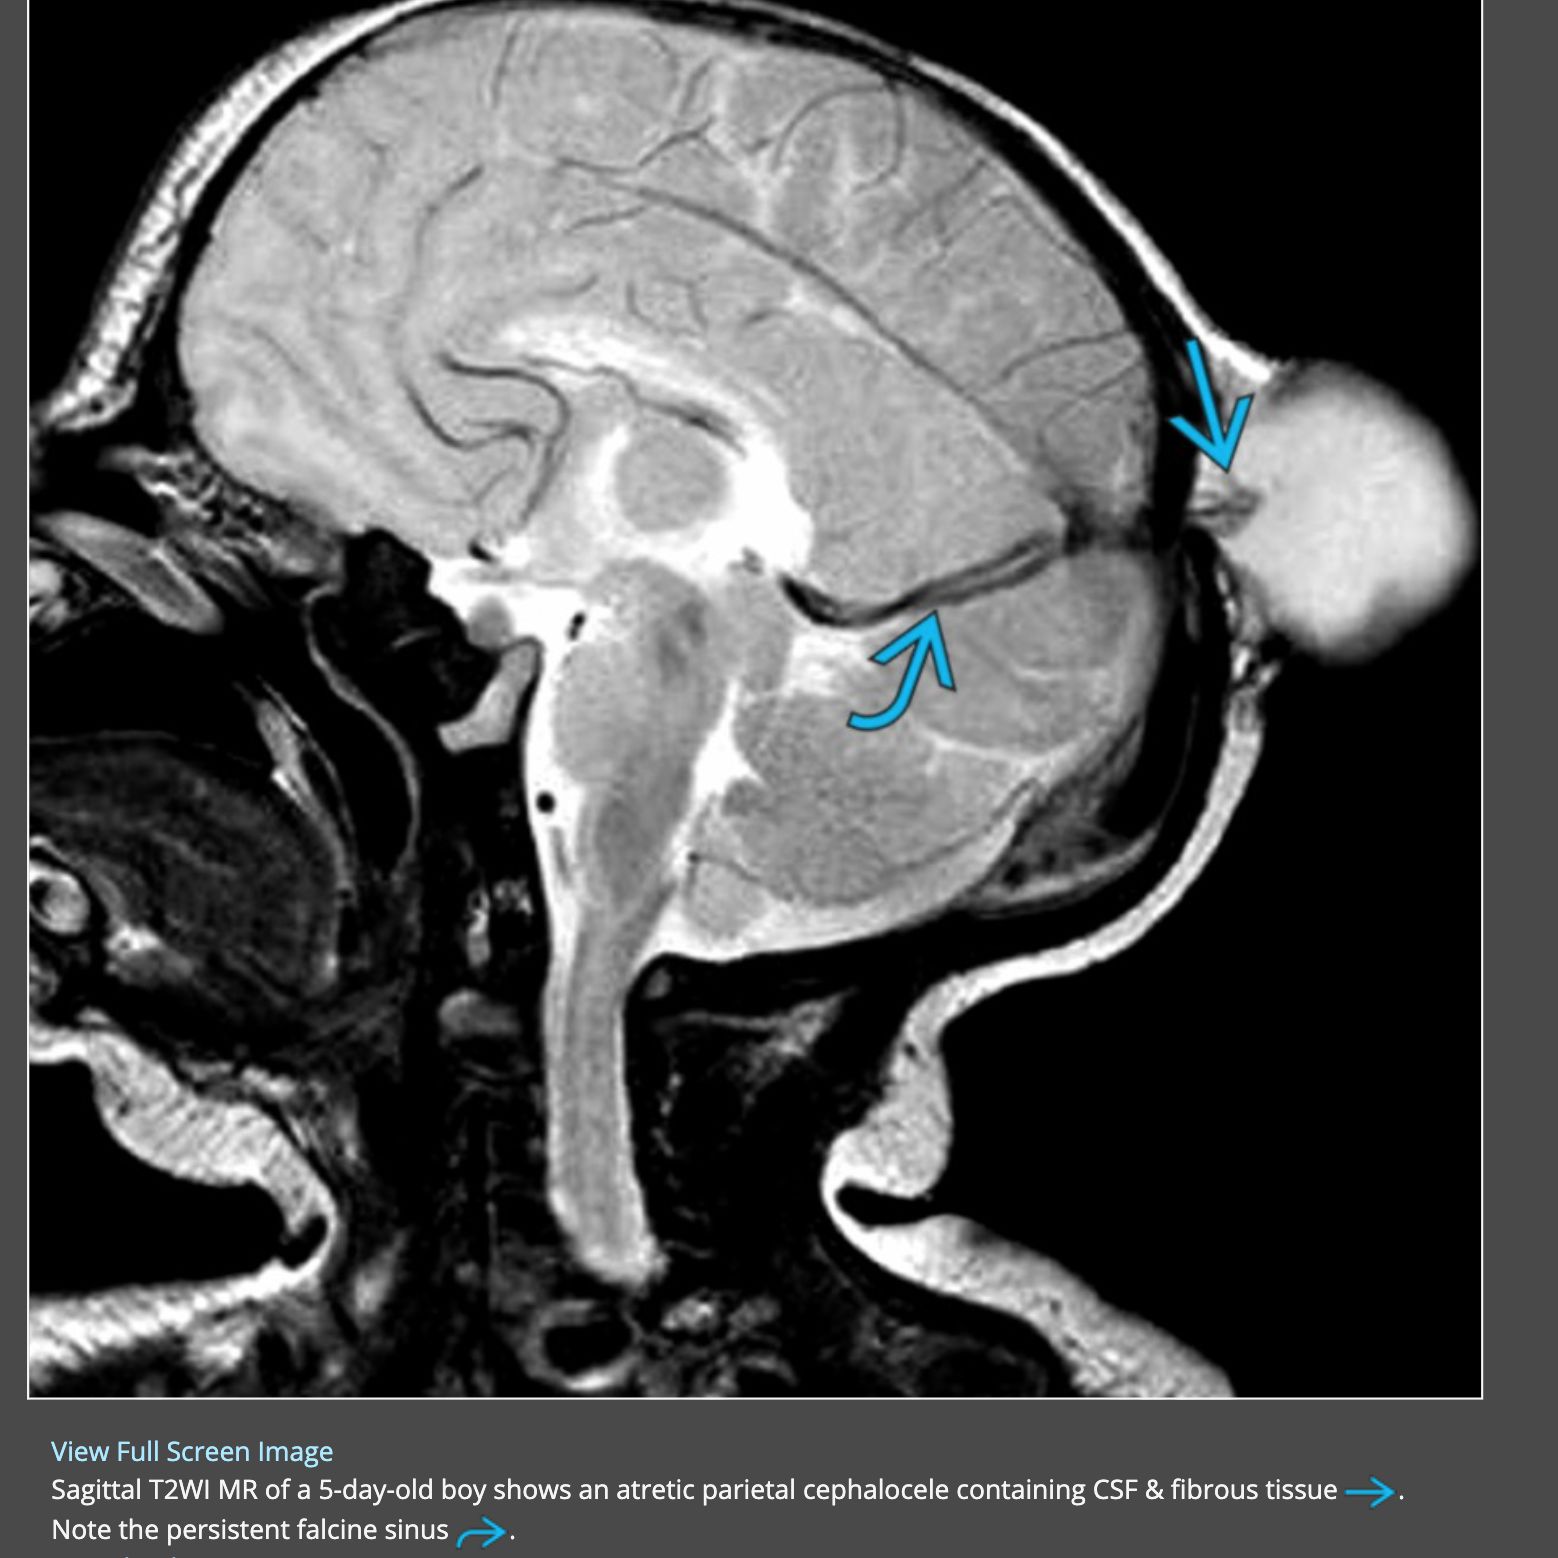 View Full Screen Image
Sagittal T2WI MR of a 5-day-old boy shows an atretic parietal cephalocele containing CSF & fibrous tissue →.
Note the persistent falcine sinus ↷.